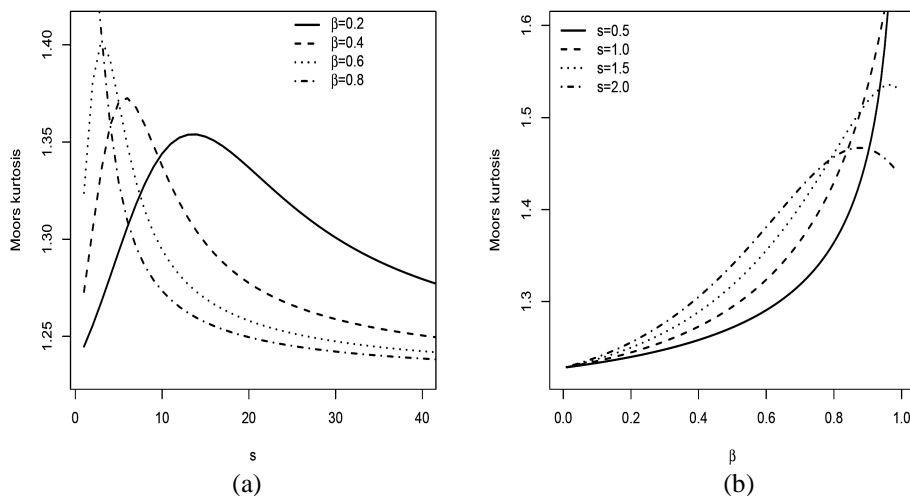 β=0.2
β=0.4
β=0.6
β=0.8
Moors kurtosis
1.40
1.35
1.30
1.25
0 10 20 30 40
s
(a)
s=0.5
s=1.0
s=1.5
s=2.0
Moors kurtosis
1.6
1.5
1.4
1.3
0.0 0.2 0.4 0.6 0.8 1.0
β
(b)